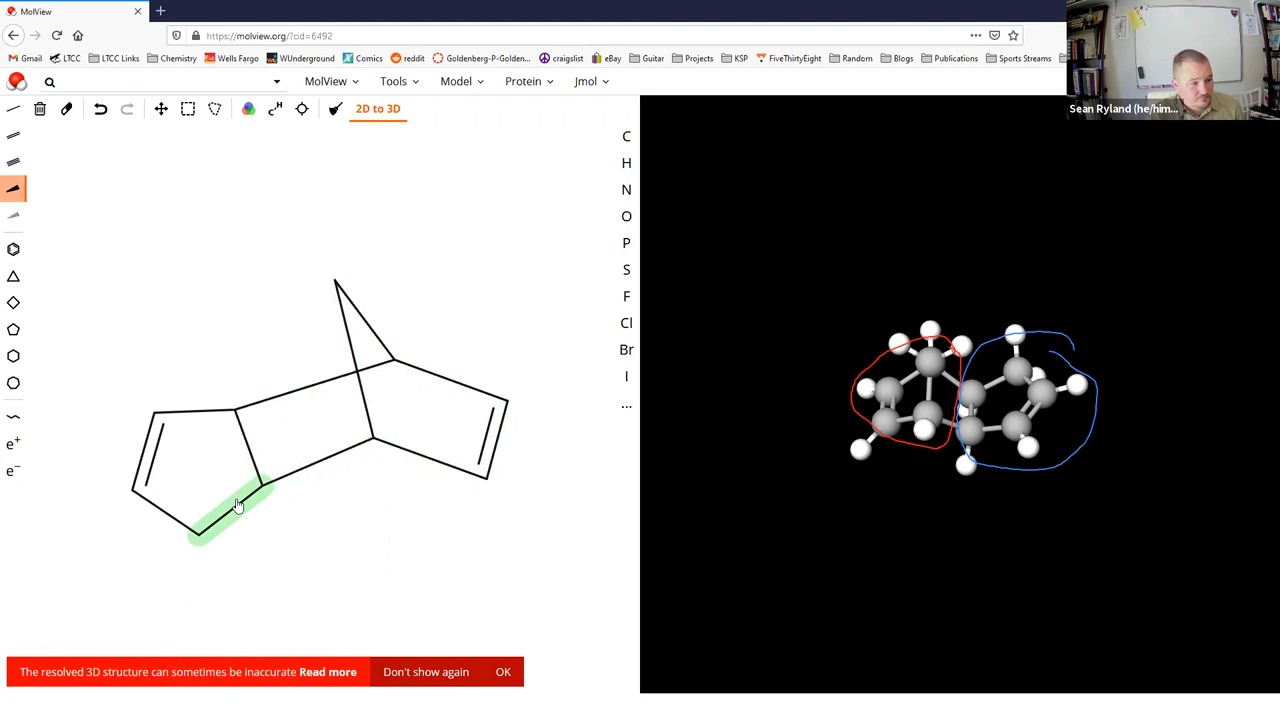 MolView
https://molview.org/?cid=6492
Gmail LTCC LTCC Links Chemistry Wells Fargo WUnderground Comics reddit Goldenberg-P-Golden... craigslist eBay Guitar Projects KSP FiveThirtyEight Random Blogs Publications Sports Streams
Sean Ryland (he/him...
MolView Tools Model Protein Jmol
2D to 3D
C
H
N
O
P
S
F
Cl
Br
I
...
e+
e−
The resolved 3D structure can sometimes be inaccurate Read more Don't show again OK